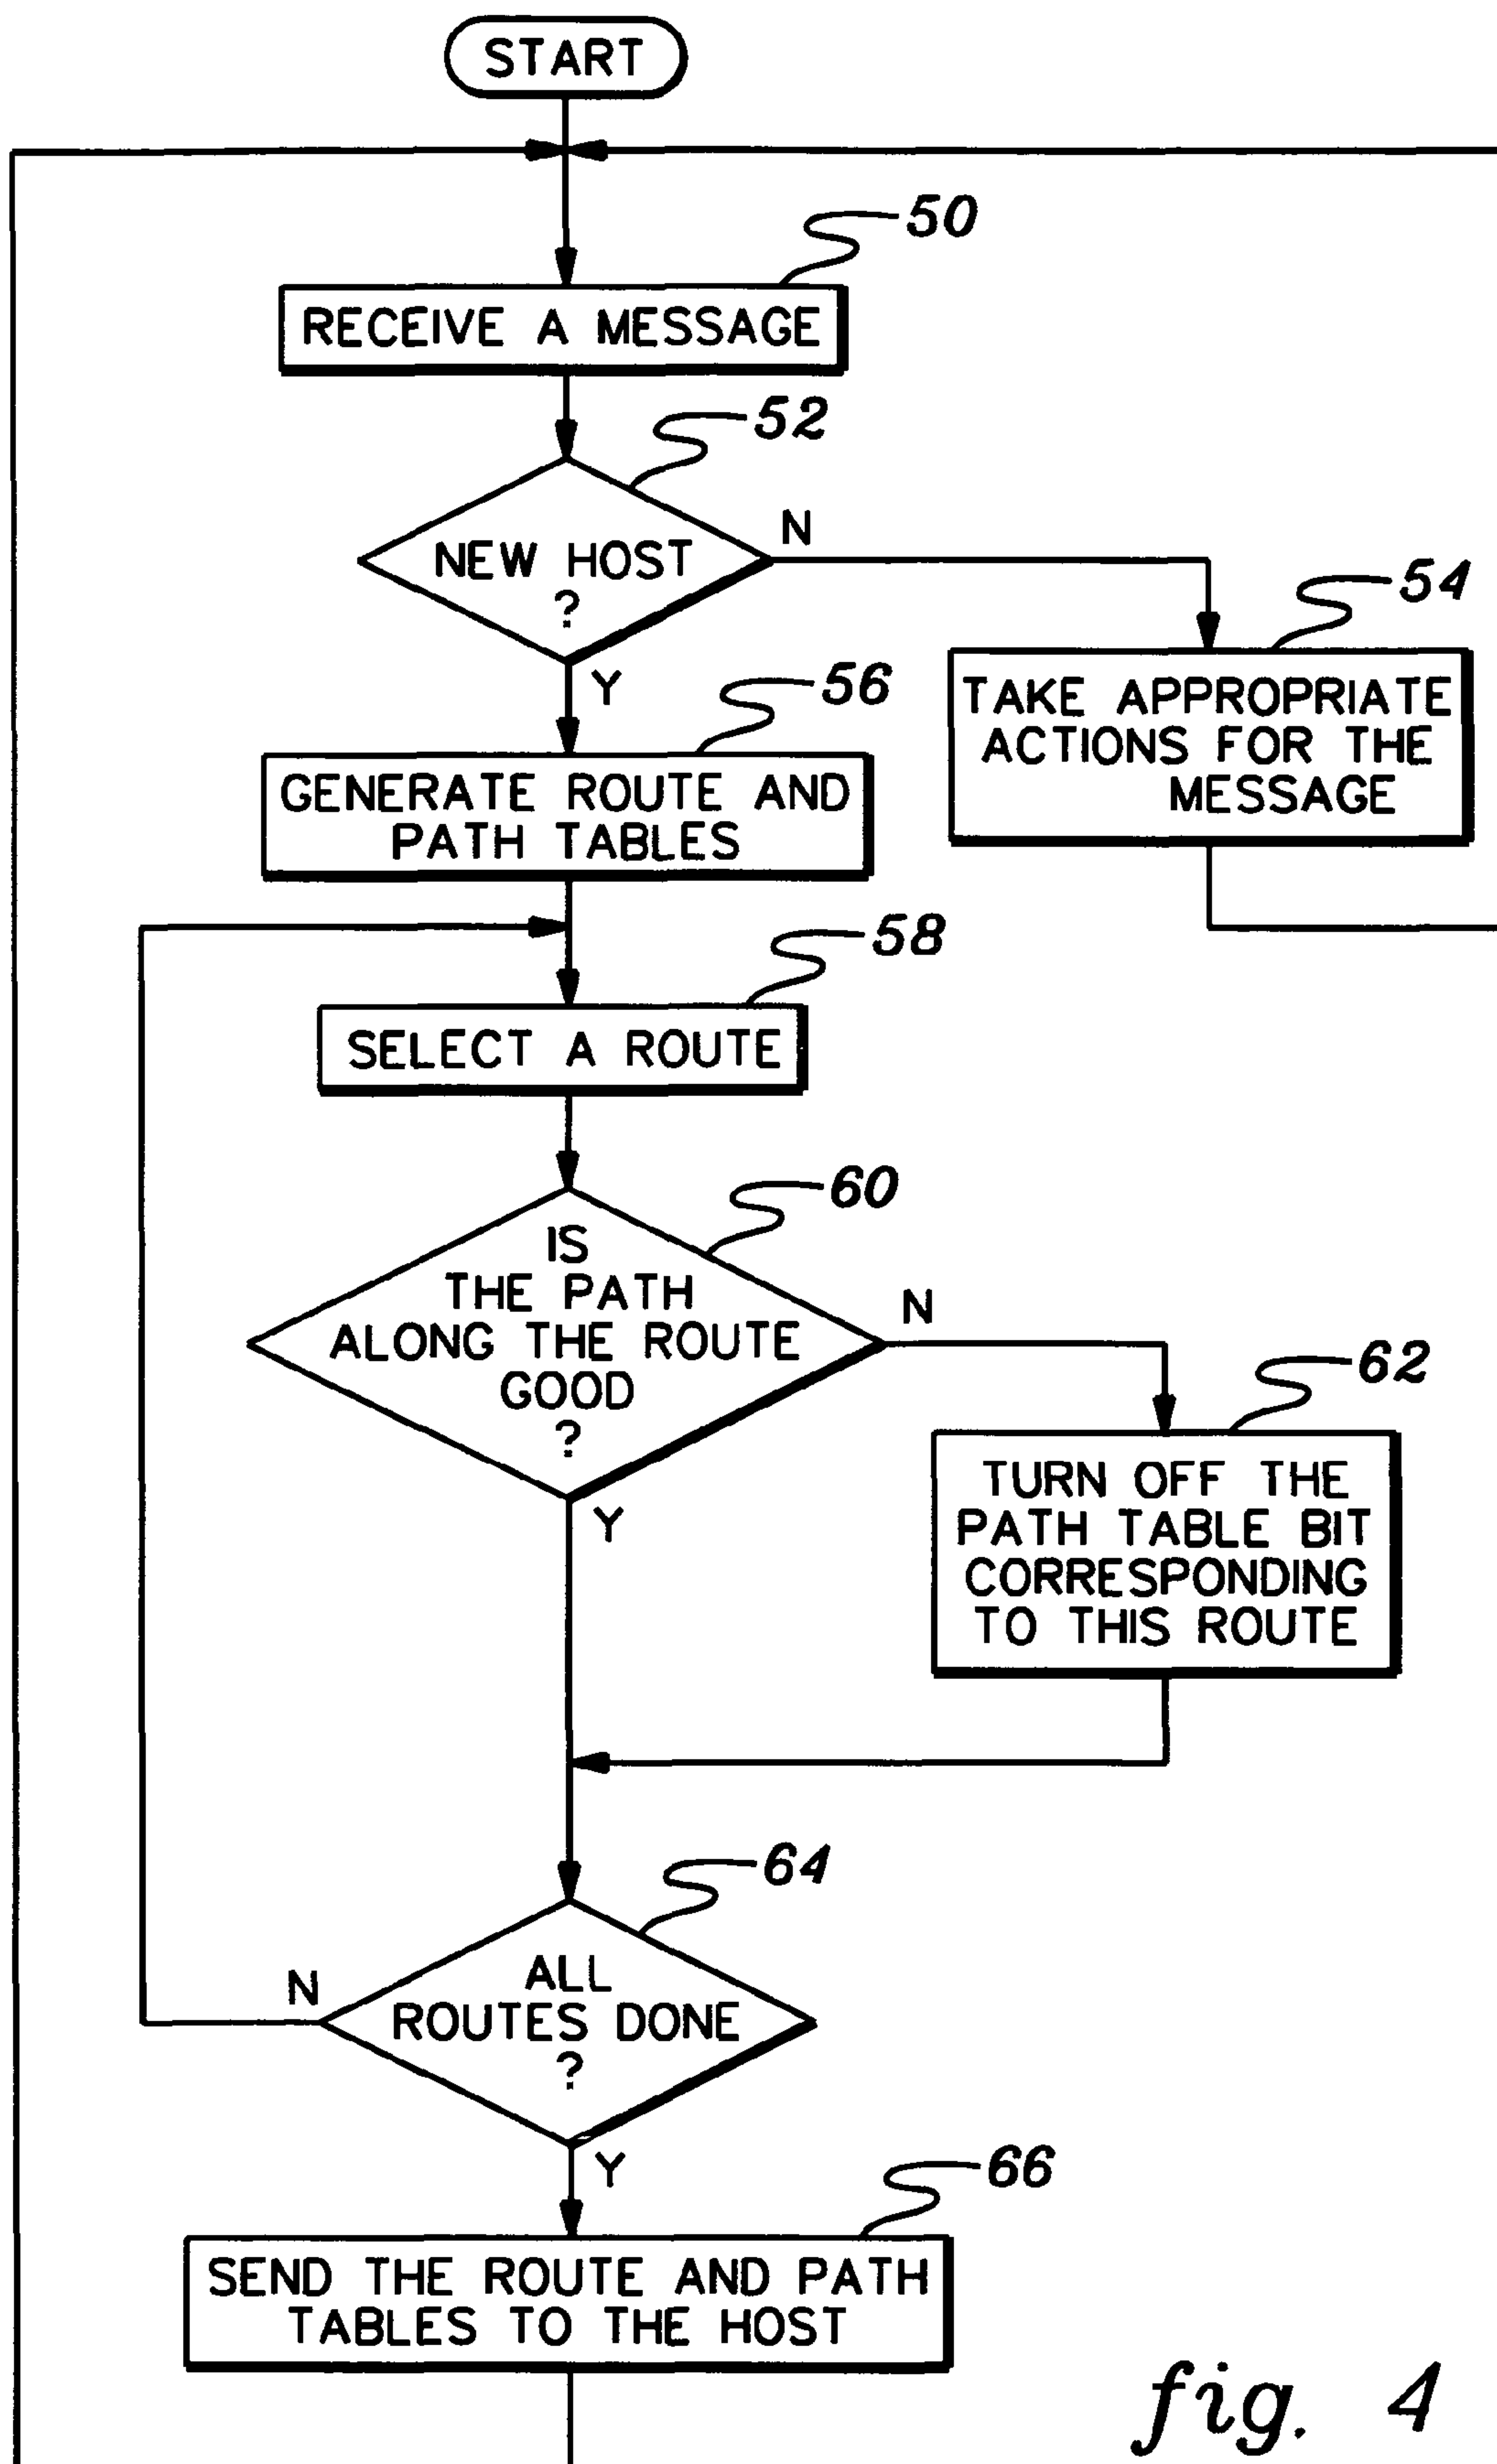 START
50
RECEIVE A MESSAGE
52
NEW HOST
?
N
Y
54
TAKE APPROPRIATE
ACTIONS FOR THE
MESSAGE
56
GENERATE ROUTE AND
PATH TABLES
58
SELECT A ROUTE
60
IS
THE PATH
ALONG THE ROUTE
GOOD
?
N
Y
62
TURN OFF THE
PATH TABLE BIT
CORRESPONDING
TO THIS ROUTE
64
ALL
ROUTES DONE
?
N
Y
66
SEND THE ROUTE AND PATH
TABLES TO THE HOST
fig. 4